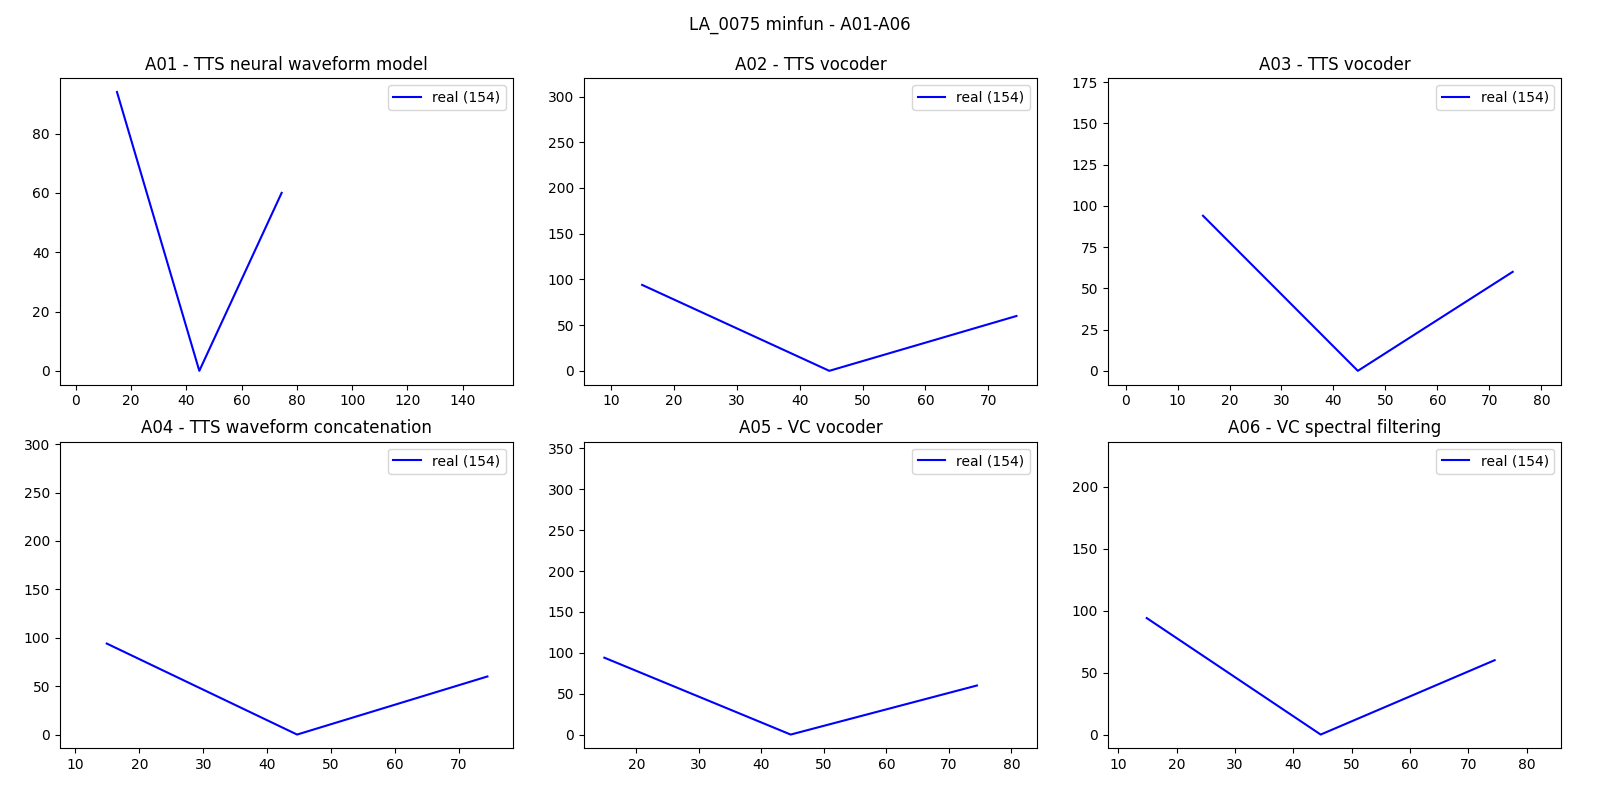 LA_0075 minfun - A01-A06
A01 - TTS neural waveform model
real (154)
80
60
40
20
0
0 20 40 60 80 100 120 140
A02 - TTS vocoder
real (154)
300
250
200
150
100
50
0
10 20 30 40 50 60 70
A03 - TTS vocoder
real (154)
175
150
125
100
75
50
25
0
0 10 20 30 40 50 60 70 80
A04 - TTS waveform concatenation
real (154)
300
250
200
150
100
50
0
10 20 30 40 50 60 70
A05 - VC vocoder
real (154)
350
300
250
200
150
100
50
0
20 30 40 50 60 70 80
A06 - VC spectral filtering
real (154)
200
150
100
50
0
10 20 30 40 50 60 70 80